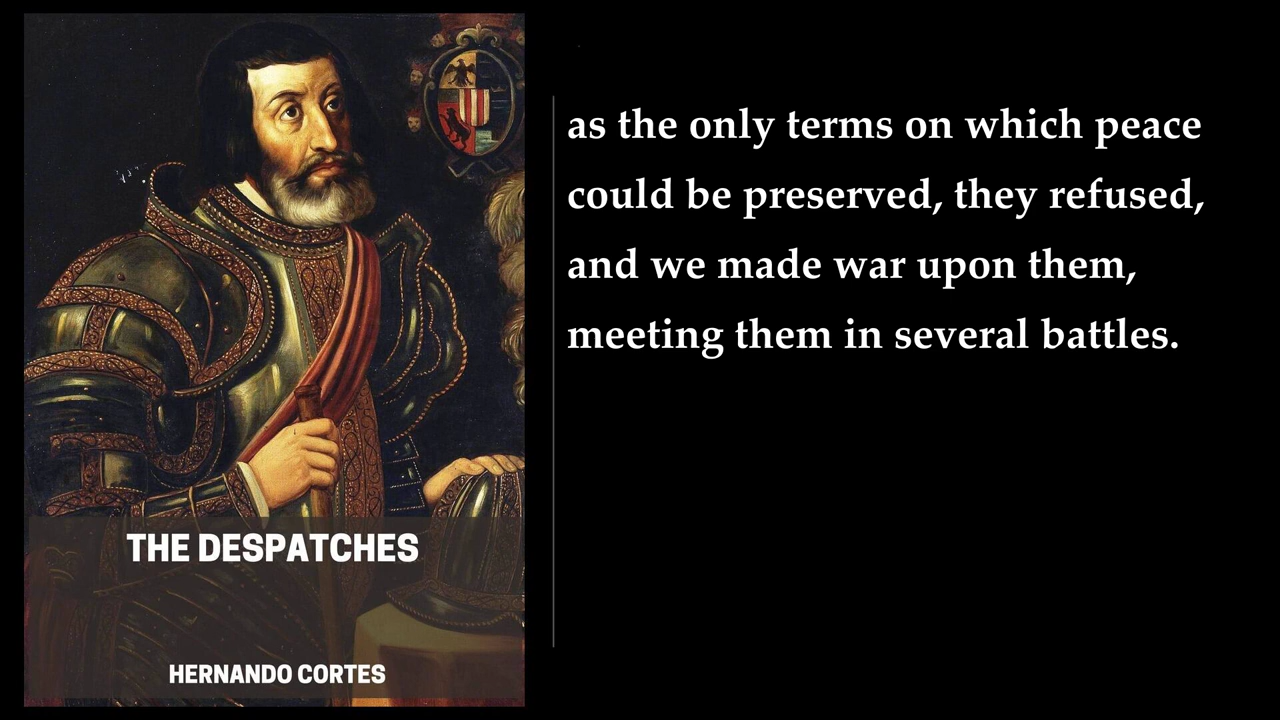 THE DESPATCHES
HERNANDO CORTES
as the only terms on which peace
could be preserved, they refused,
and we made war upon them,
meeting them in several battles.